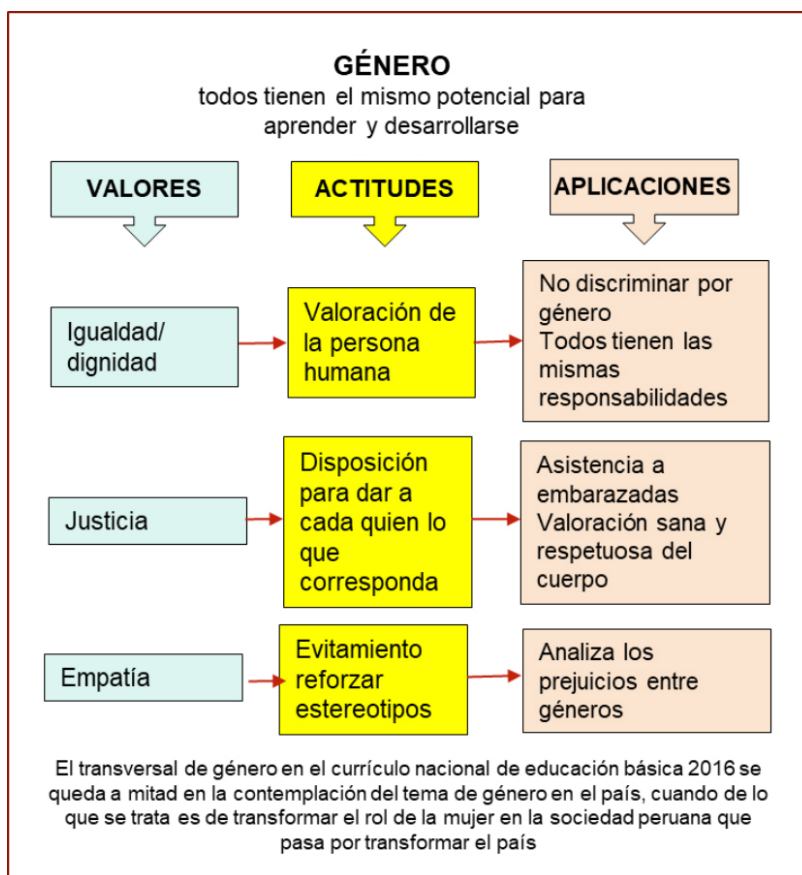 GÉNERO
todos tienen el mismo potencial para
aprender y desarrollarse
VALORES
ACTITUDES
APLICACIONES
Igualdad/
dignidad
Valoración de
la persona
humana
No discriminar por
género
Todos tienen las
mismas
responsabilidades
Justicia
Disposición
para dar a
cada quien lo
que
corresponda
Asistencia a
embarazadas
Valoración sana y
respetuosa del
cuerpo
Empatía
Evitamiento
reforzar
estereotipos
Analiza los
prejuicios entre
géneros
El transversal de género en el currículo nacional de educación básica 2016 se
queda a mitad en la contemplación del tema de género en el país, cuando de lo
que se trata es de transformar el rol de la mujer en la sociedad peruana que
pasa por transformar el país